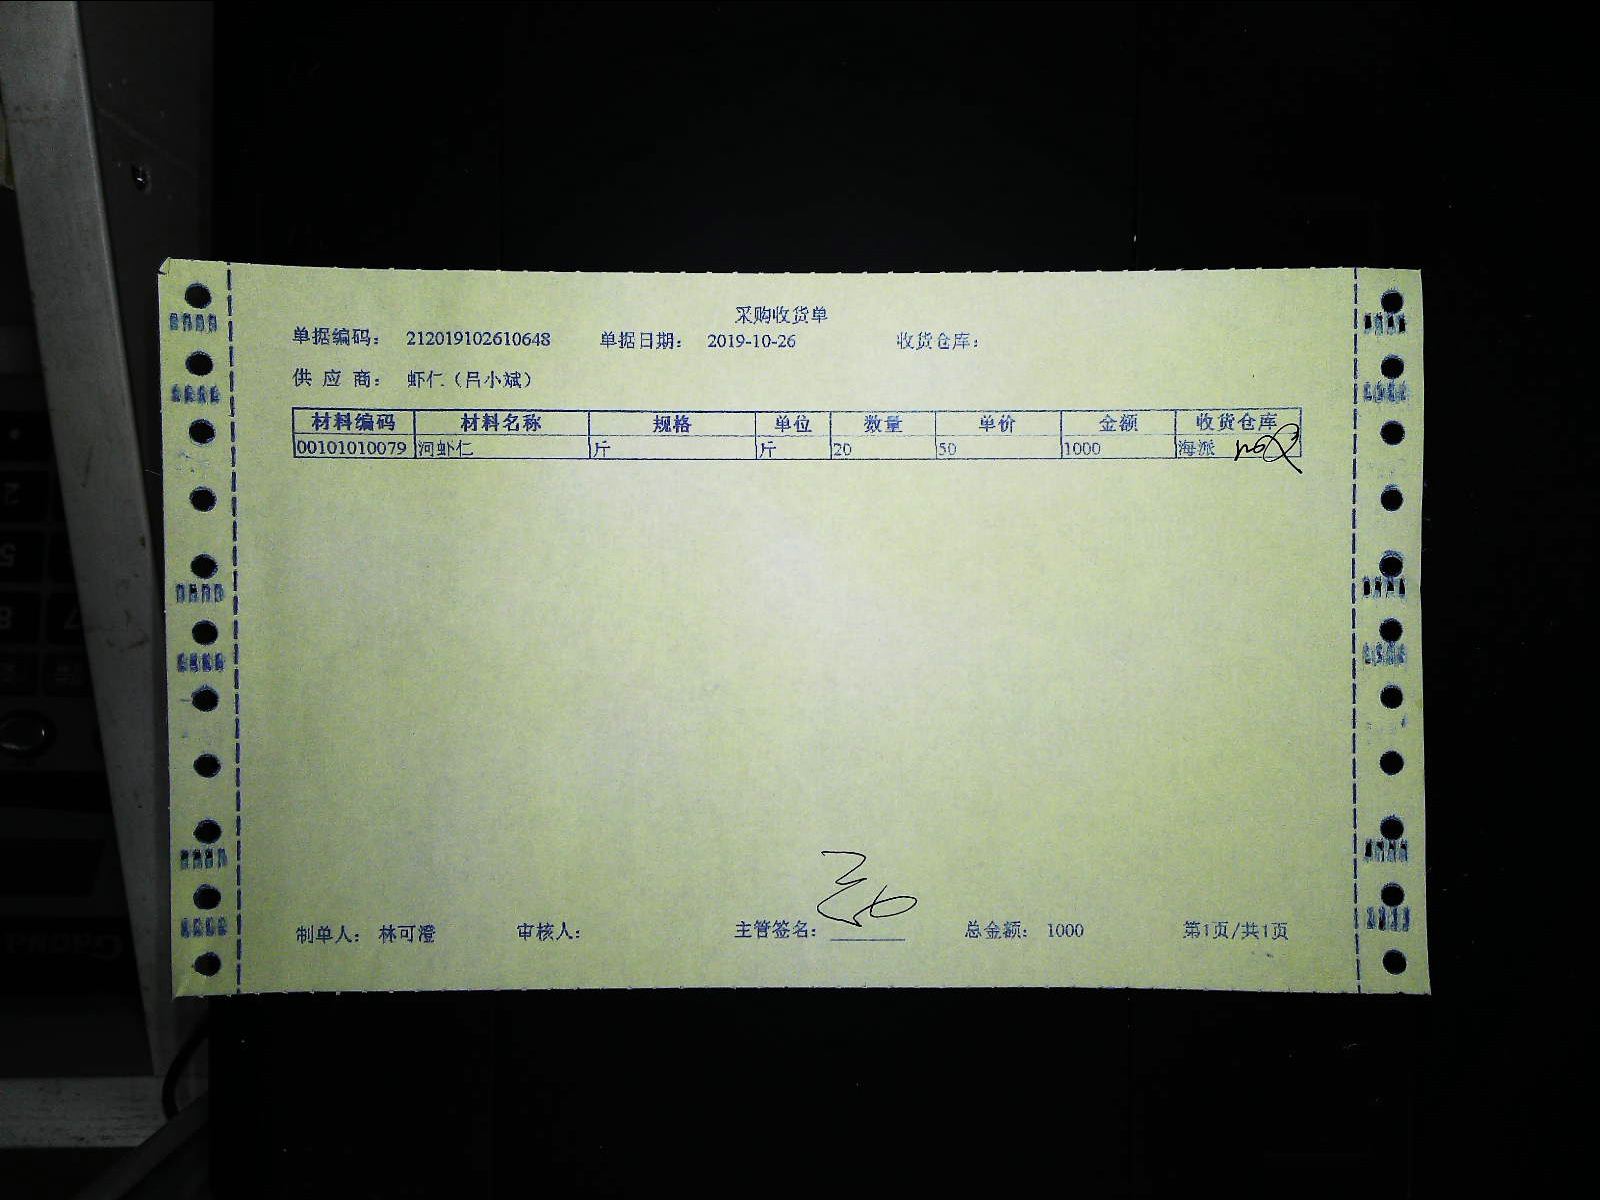 采购收货单
单据编码： 212019102610648 单据日期： 2019-10-26 收货仓库：
供 应 商： 虾仁（吕小斌）
材料编码 材料名称 规格 单位 数量 单价 金额 收货仓库
00101010079 河虾仁 斤 斤 20 50 1000 海派
制单人： 林可澄 审核人： 主管签名： 总金额： 1000 第1页/共1页